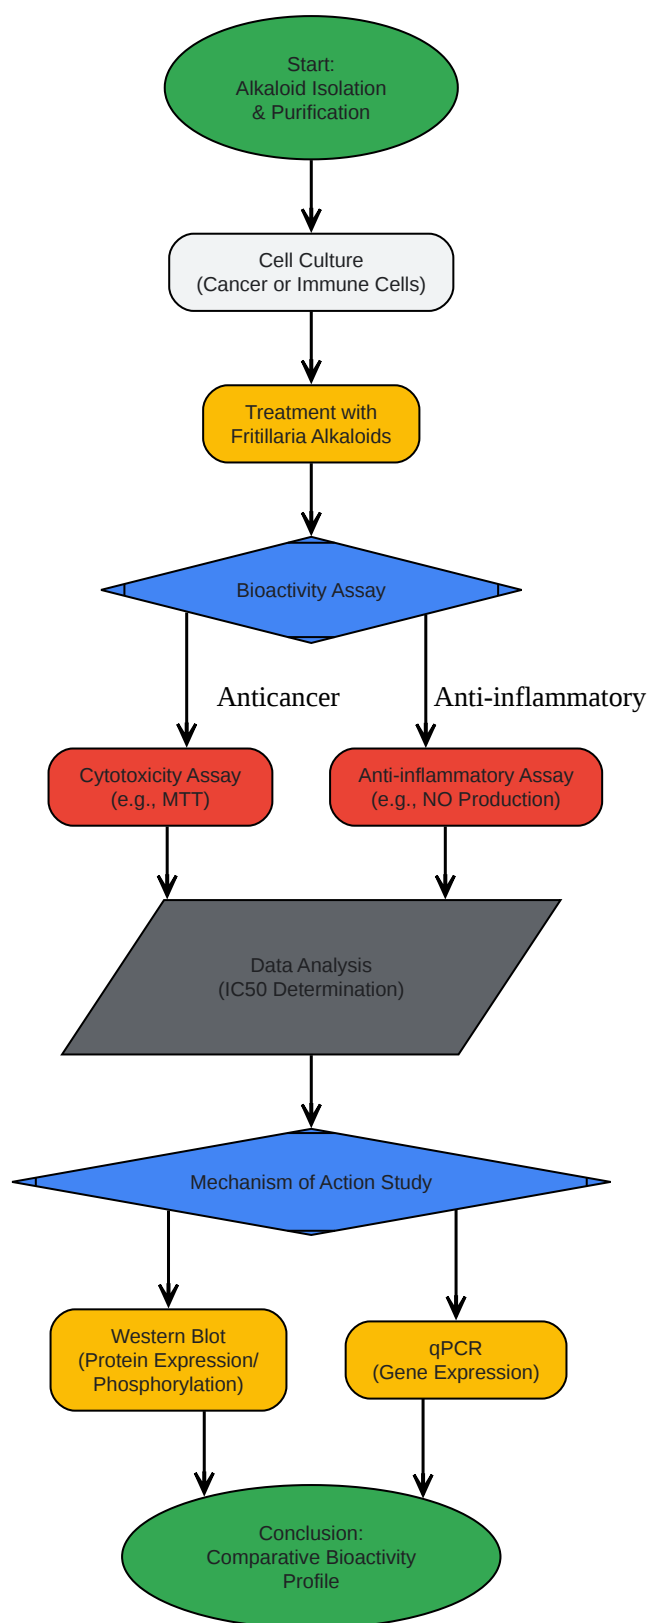 Start:
Alkaloid Isolation
& Purification
Cell Culture
(Cancer or Immune Cells)
Treatment with
Fritillaria Alkaloids
Bioactivity Assay
Anticancer
Anti-inflammatory
Cytotoxicity Assay
(e.g., MTT)
Anti-inflammatory Assay
(e.g., NO Production)
Data Analysis
(IC50 Determination)
Mechanism of Action Study
Western Blot
(Protein Expression/
Phosphorylation)
qPCR
(Gene Expression)
Conclusion:
Comparative Bioactivity
Profile